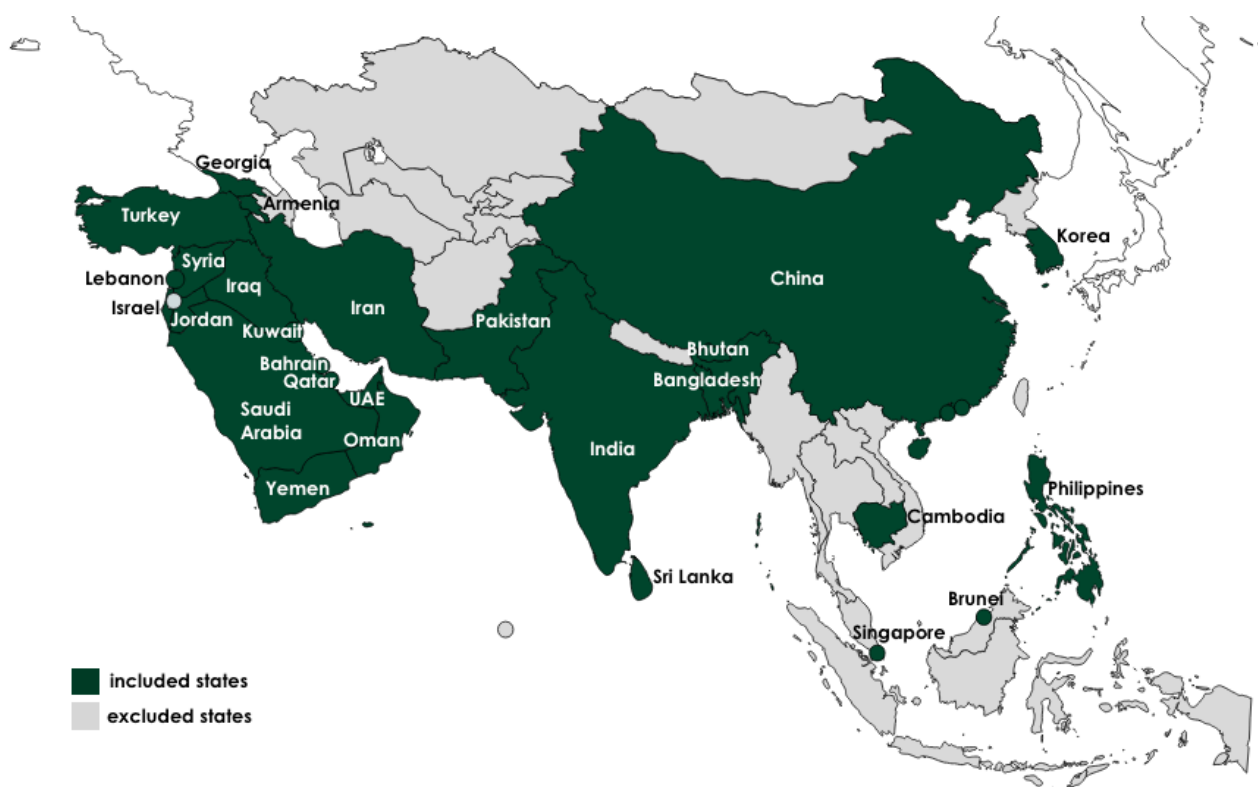 Georgia
Armenia
Turkey
Korea
Syria
Lebanon
China
Iraq
Israel
Iran
Jordan
Pakistan
Kuwait
Bhutan
Bahrain
Bangladesh
Qatar
UAE
Saudi
Arabia
Oman
India
Yemen
Philippines
Cambodia
Sri Lanka
Brunei
Singapore
included states
excluded states